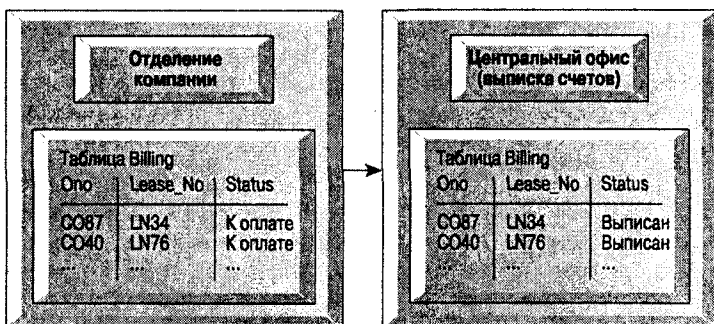 Отделение
компании
Таблица Billing
Ono Lease_No Status
CO87 LN34 К оплате
CO40 LN76 К оплате
... ... ...
Центральный офис
(выписка счетов)
Таблица Billing
Ono Lease_No Status
CO87 LN34 Выписан
CO40 LN76 Выписан
... ... ...